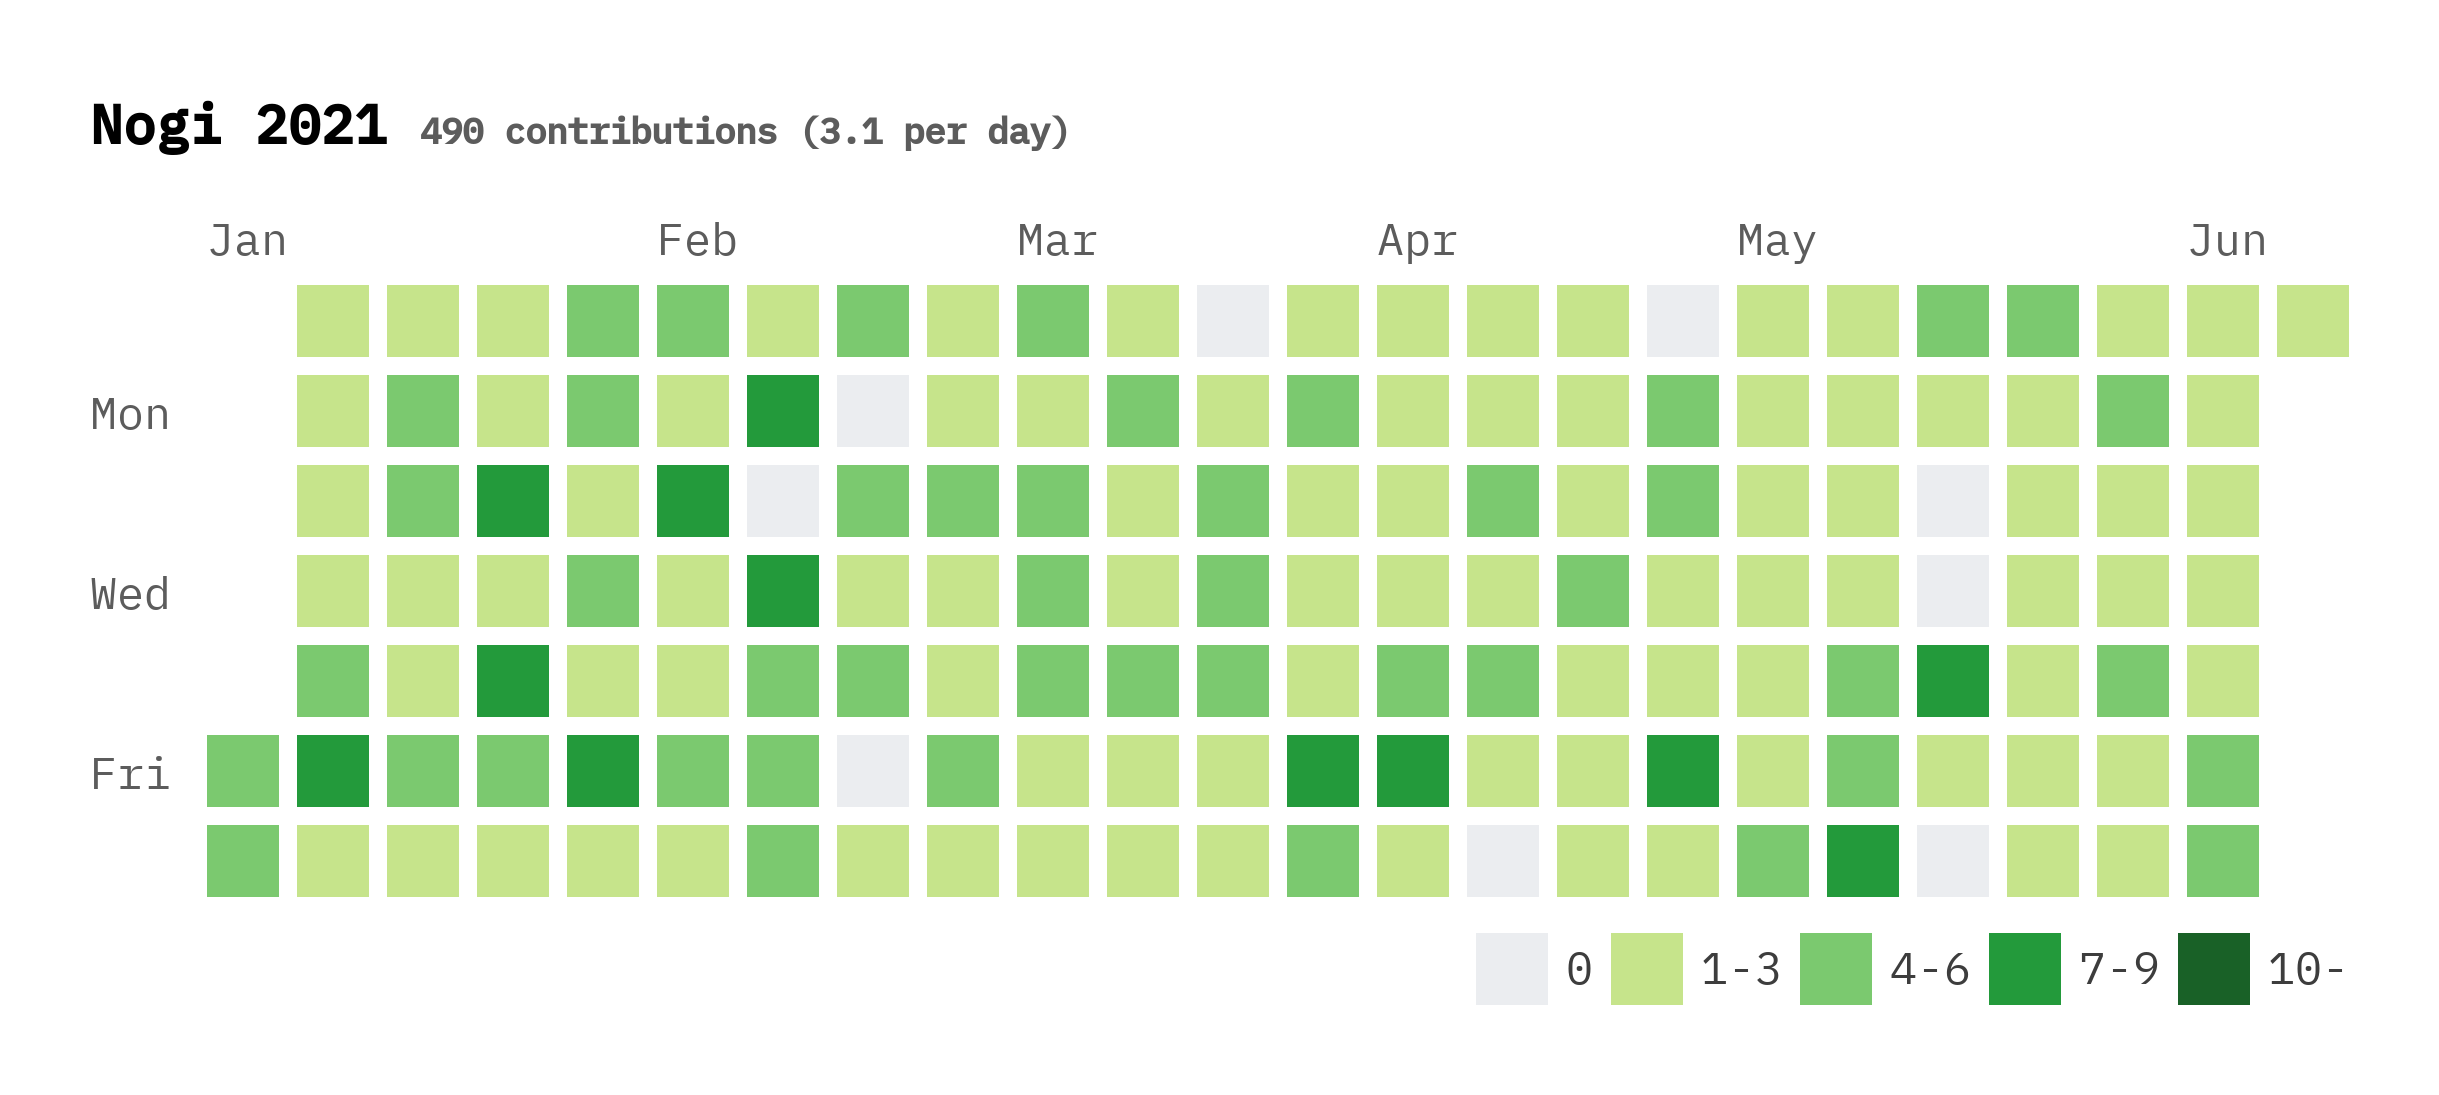 Nogi 2021 490 contributions (3.1 per day)
Jan Feb Mar Apr May Jun
Mon
Wed
Fri
0 1-3 4-6 7-9 10-